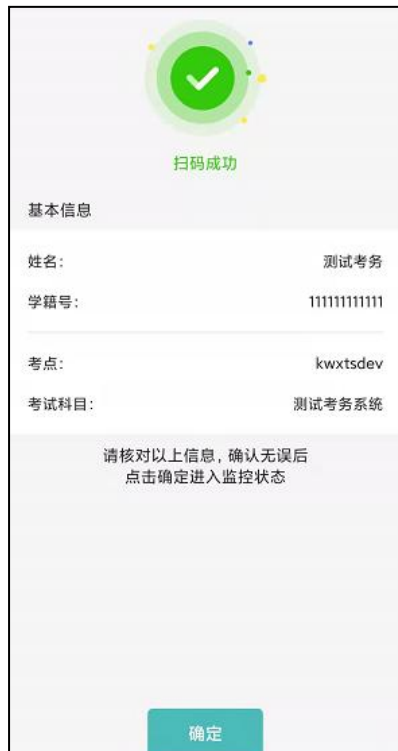 扫码成功
基本信息
姓名： 测试考务
学籍号： 111111111111
考点： kwxtsdev
考试科目： 测试考务系统
请核对以上信息，确认无误后
点击确定进入监控状态
确定